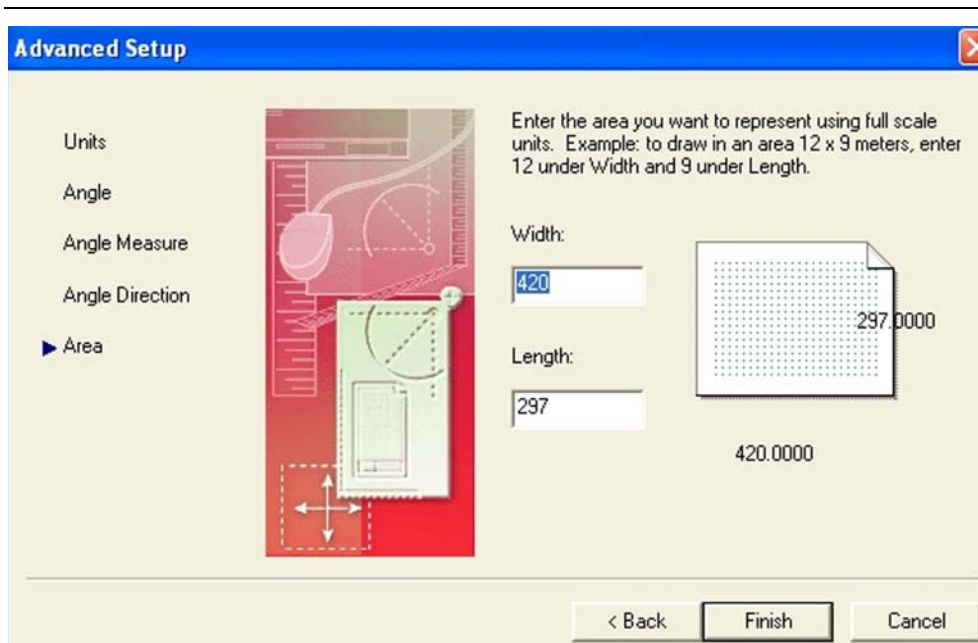 Advanced Setup
Units
Angle
Angle Measure
Angle Direction
Area
Enter the area you want to represent using full scale
units. Example: to draw in an area 12 x 9 meters, enter
12 under Width and 9 under Length.
Width:
420
Length:
297
297.0000
420.0000
< Back
Finish
Cancel